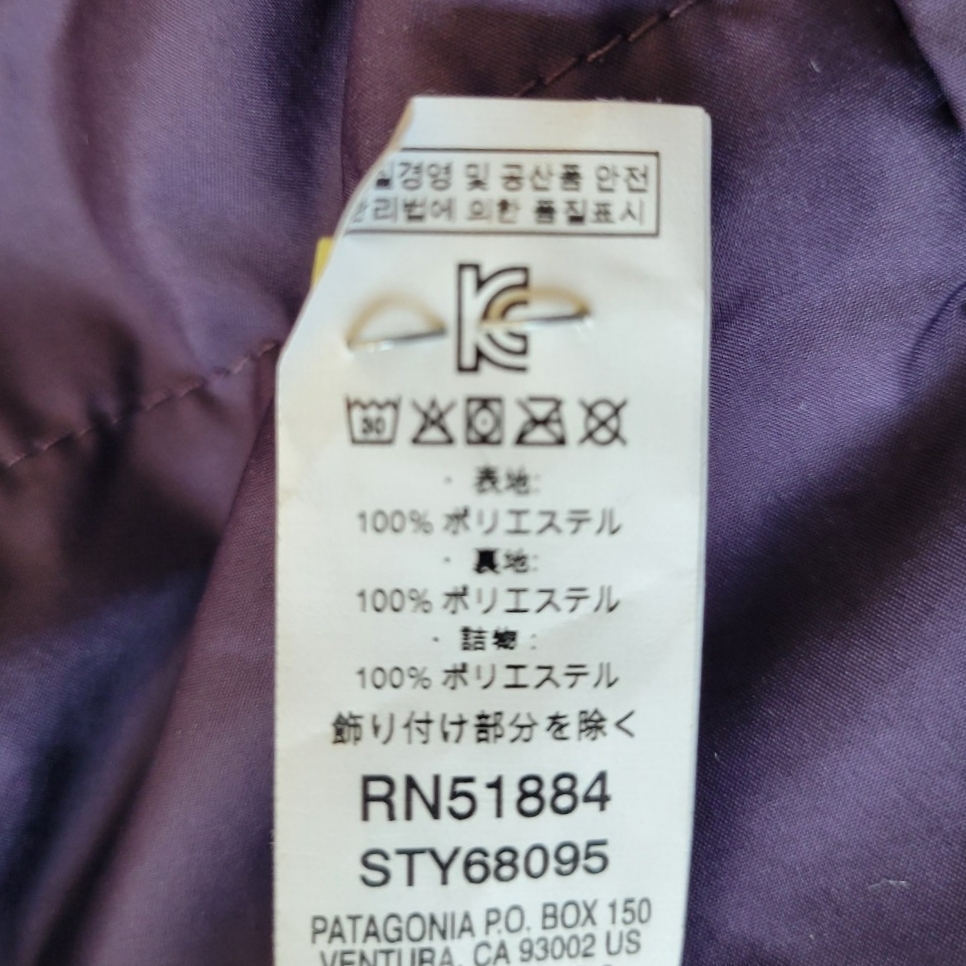 질경영 및 공산품 안전
관리법에 의한 품질표시
KC
30
· 表地:
100% ポリエステル
· 裏地:
100% ポリエステル
· 詰物 :
100% ポリエステル
飾り付け部分を除く
RN51884
STY68095
PATAGONIA P.O. BOX 150
VENTURA, CA 93002 US